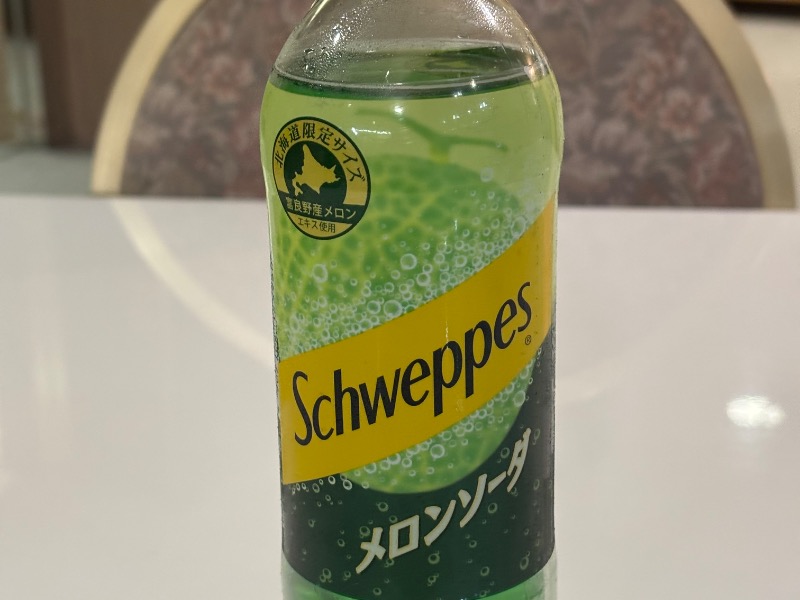 北海道限定サイズ
富良野産メロン
エキス使用
Schweppes®
メロンソーダ